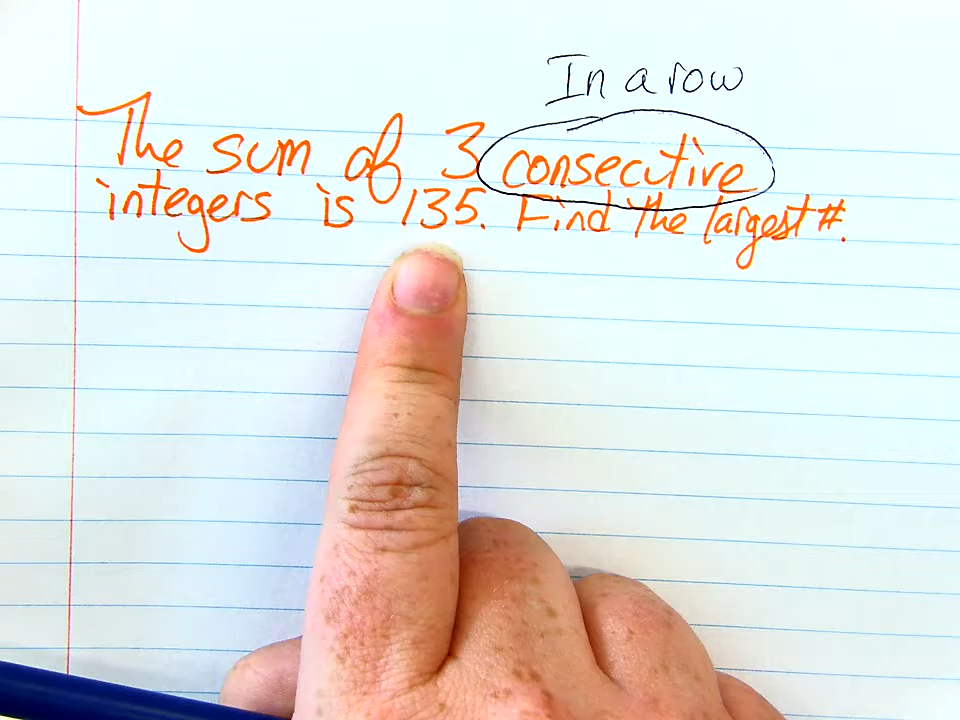 In a row
The sum of 3 consecutive
integers is 135. Find the largest #.